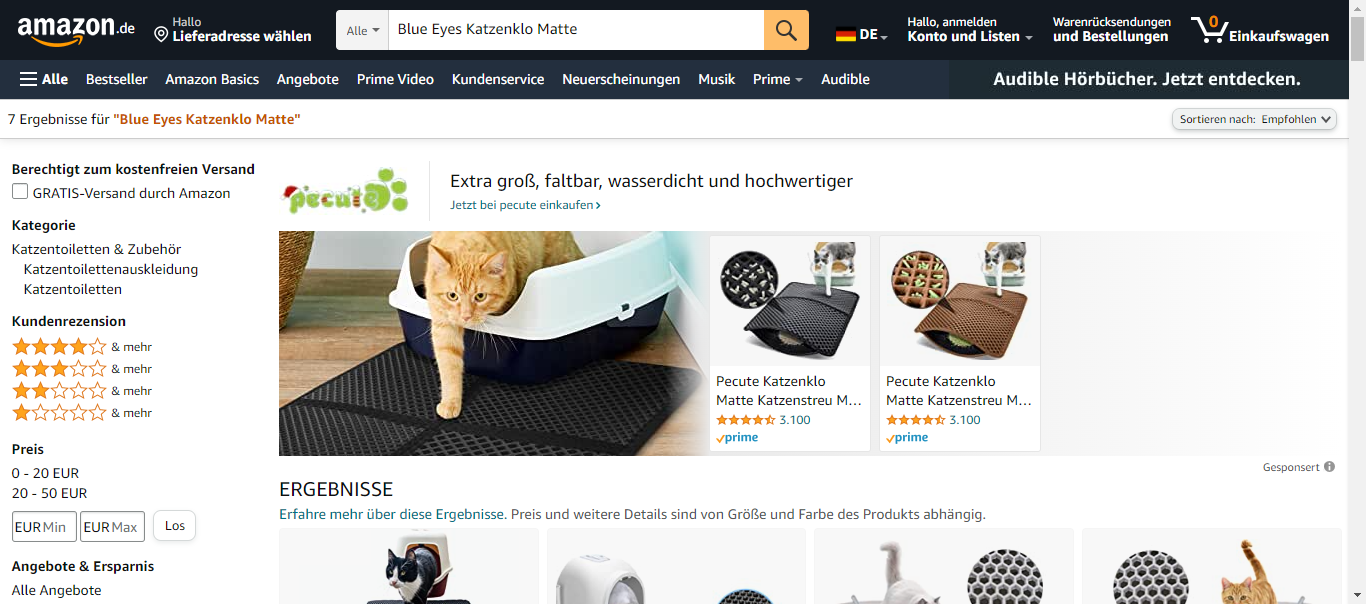 amazon.de
Hallo
Lieferadresse wählen
Alle
Blue Eyes Katzenklo Matte
DE
Hallo, anmelden
Konto und Listen
Warenrücksendungen
und Bestellungen
0
Einkaufswagen
Alle
Bestseller
Amazon Basics
Angebote
Prime Video
Kundenservice
Neuerscheinungen
Musik
Prime
Audible
Audible Hörbücher. Jetzt entdecken.
7 Ergebnisse für "Blue Eyes Katzenklo Matte"
Sortieren nach: Empfohlen
Berechtigt zum kostenfreien Versand
GRATIS-Versand durch Amazon
Kategorie
Katzentoiletten & Zubehör
Katzentoilettenauskleidung
Katzentoiletten
Kundenrezension
& mehr
& mehr
& mehr
& mehr
Preis
0 - 20 EUR
20 - 50 EUR
EUR Min
EUR Max
Los
Angebote & Ersparnis
Alle Angebote
pecute
Extra groß, faltbar, wasserdicht und hochwertiger
Jetzt bei pecute einkaufen ›
Pecute Katzenklo
Matte Katzenstreu M…
3.100
prime
Pecute Katzenklo
Matte Katzenstreu M…
3.100
prime
Gesponsert
ERGEBNISSE
Erfahre mehr über diese Ergebnisse. Preis und weitere Details sind von Größe und Farbe des Produkts abhängig.